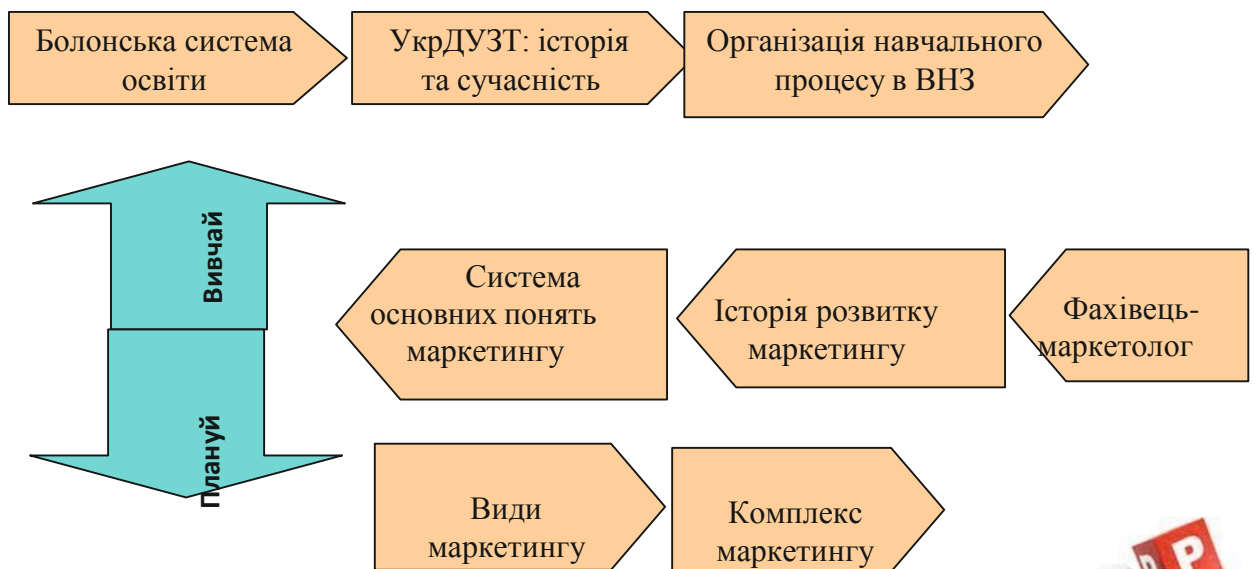 Болонська система
освіти
УкрДУЗТ: історія
та сучасність
Організація навчального
процесу в ВНЗ
Вивчай
Плануй
Система
основних понять
маркетингу
Історія розвитку
маркетингу
Фахівець-
маркетолог
Види
маркетингу
Комплекс
маркетингу
P